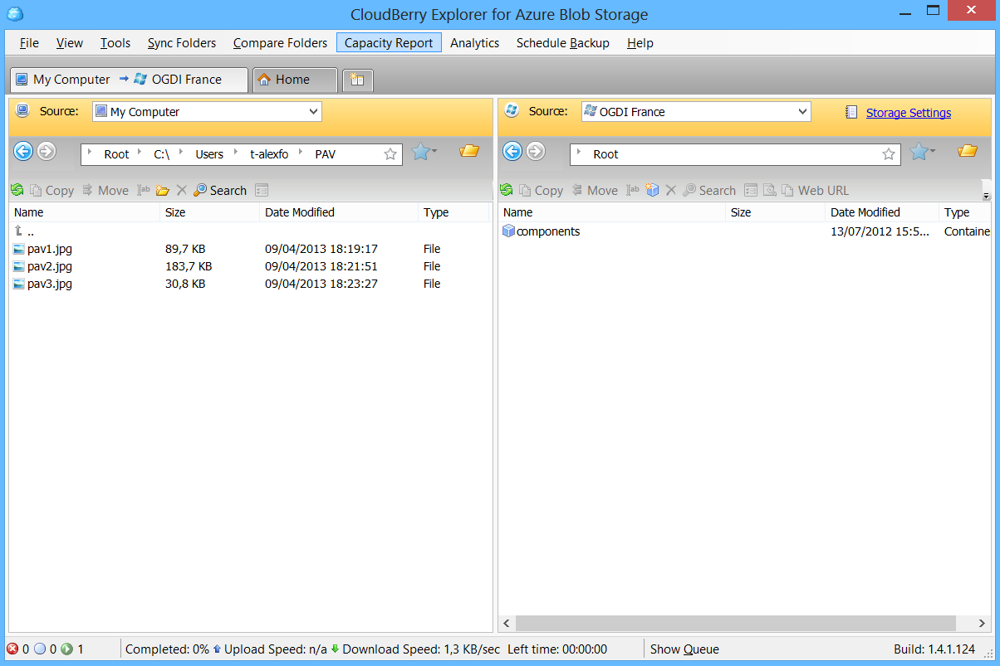 CloudBerry Explorer for Azure Blob Storage
File View Tools Sync Folders Compare Folders Capacity Report Analytics Schedule Backup Help
My Computer OGDI France Home
Source: My Computer
Root C:\ Users t-alexfo PAV
Copy Move ab Search
Name Size Date Modified Type
..
pav1.jpg 89,7 KB 09/04/2013 18:19:17 File
pav2.jpg 183,7 KB 09/04/2013 18:21:51 File
pav3.jpg 30,8 KB 09/04/2013 18:23:27 File
Source: OGDI France Storage Settings
Root
Copy Move ab Search Web URL
Name Size Date Modified Type
components 13/07/2012 15:5... Containe
0 0 1 Completed: 0% Upload Speed: n/a Download Speed: 1,3 KB/sec Left time: 00:00:00 Show Queue Build: 1.4.1.124